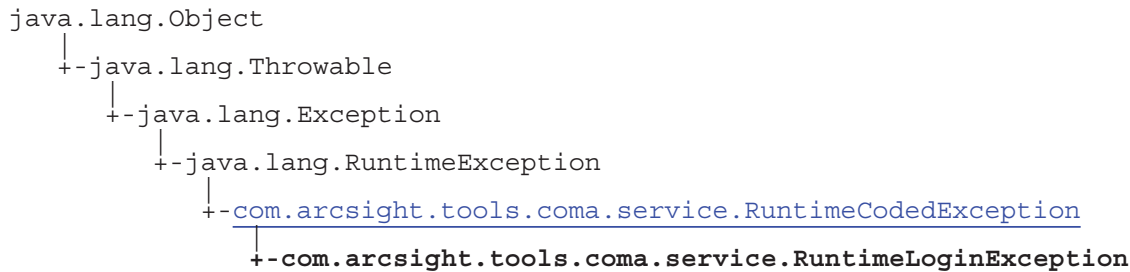 java.lang.Object
|
+-java.lang.Throwable
|
+-java.lang.Exception
|
+-java.lang.RuntimeException
|
+-com.arcsight.tools.coma.service.RuntimeCodedException
|
+-com.arcsight.tools.coma.service.RuntimeLoginException